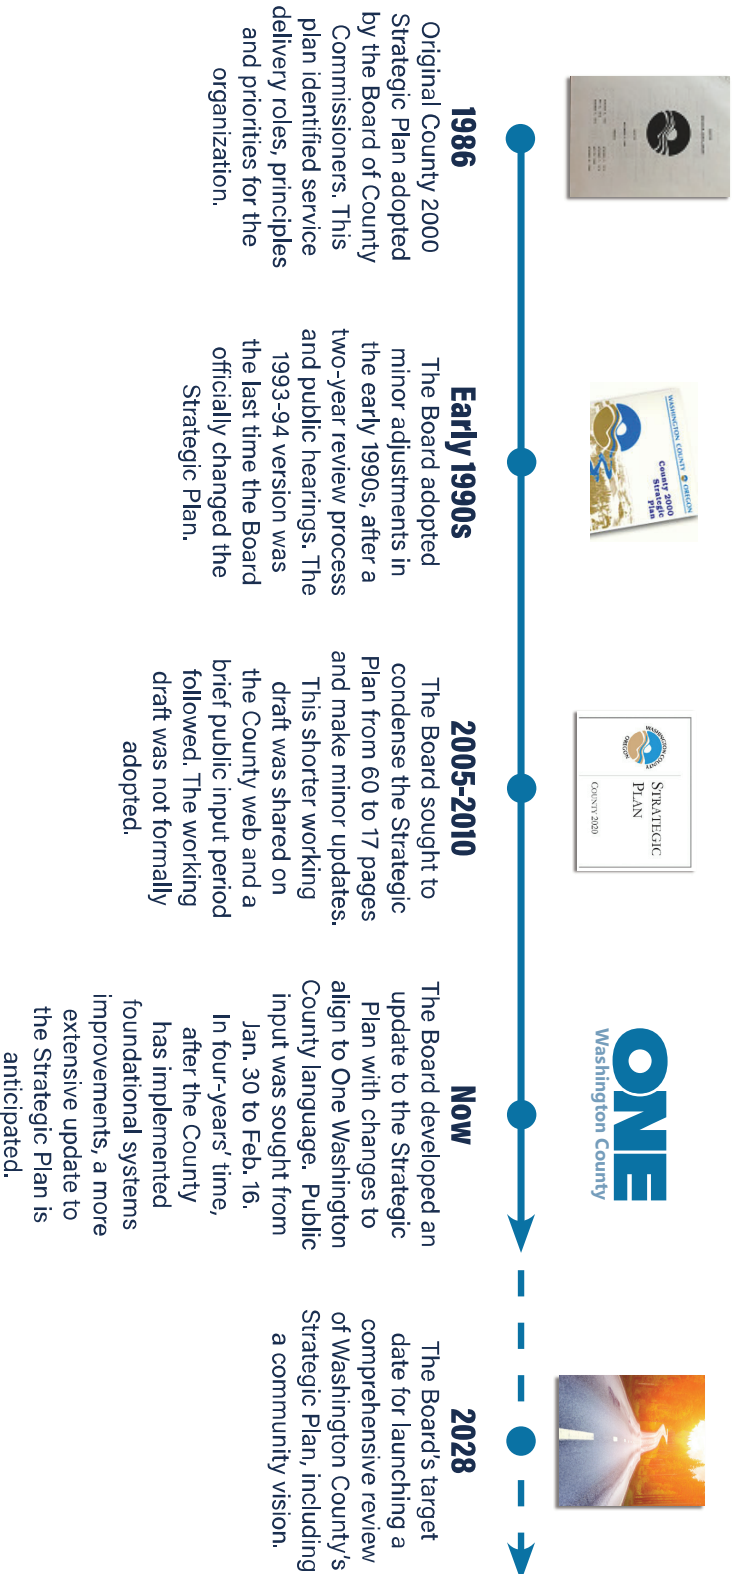 WASHINGTON COUNTY OREGON
County 2000
Strategic
Plan
WASHINGTON COUNTY
OREGON
STRATEGIC
PLAN
COUNTY 2020
ONE
Washington County
1986
Original County 2000
Strategic Plan adopted
by the Board of County
Commissioners. This
plan identified service
delivery roles, principles
and priorities for the
organization.
Early 1990s
The Board adopted
minor adjustments in
the early 1990s, after a
two-year review process
and public hearings. The
1993-94 version was
the last time the Board
officially changed the
Strategic Plan.
2005-2010
The Board sought to
condense the Strategic
Plan from 60 to 17 pages
and make minor updates.
This shorter working
draft was shared on
the County web and a
brief public input period
followed. The working
draft was not formally
adopted.
Now
The Board developed an
update to the Strategic
Plan with changes to
align to One Washington
County language. Public
input was sought from
Jan. 30 to Feb. 16.
In four-years’ time,
after the County
has implemented
foundational systems
improvements, a more
extensive update to
the Strategic Plan is
anticipated.
2028
The Board’s target
date for launching a
comprehensive review
of Washington County’s
Strategic Plan, including
a community vision.